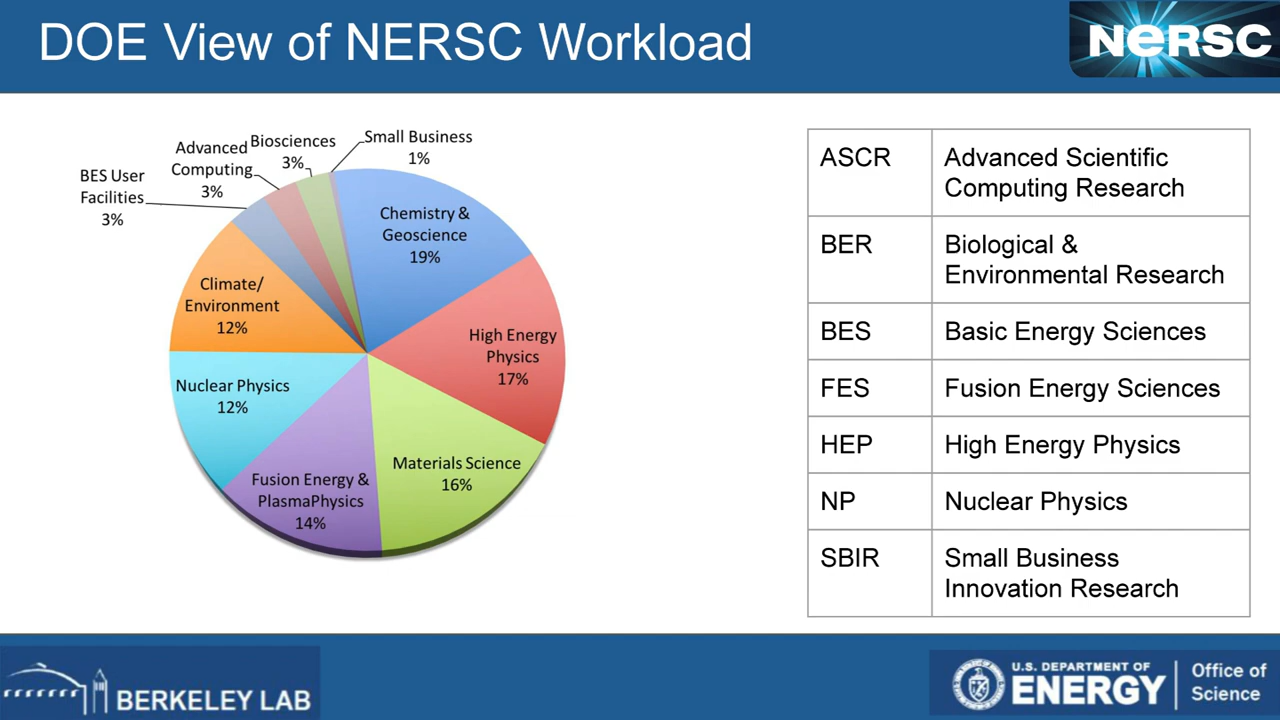 DOE View of NERSC Workload
NERSC
Small Business
1%
Biosciences
3%
Advanced
Computing
3%
BES User
Facilities
3%
Chemistry &
Geoscience
19%
High Energy
Physics
17%
Materials Science
16%
Fusion Energy &
PlasmaPhysics
14%
Nuclear Physics
12%
Climate/
Environment
12%
ASCR
Advanced Scientific
Computing Research
BER
Biological &
Environmental Research
BES
Basic Energy Sciences
FES
Fusion Energy Sciences
HEP
High Energy Physics
NP
Nuclear Physics
SBIR
Small Business
Innovation Research
BERKELEY LAB
U.S. DEPARTMENT OF
ENERGY
Office of
Science